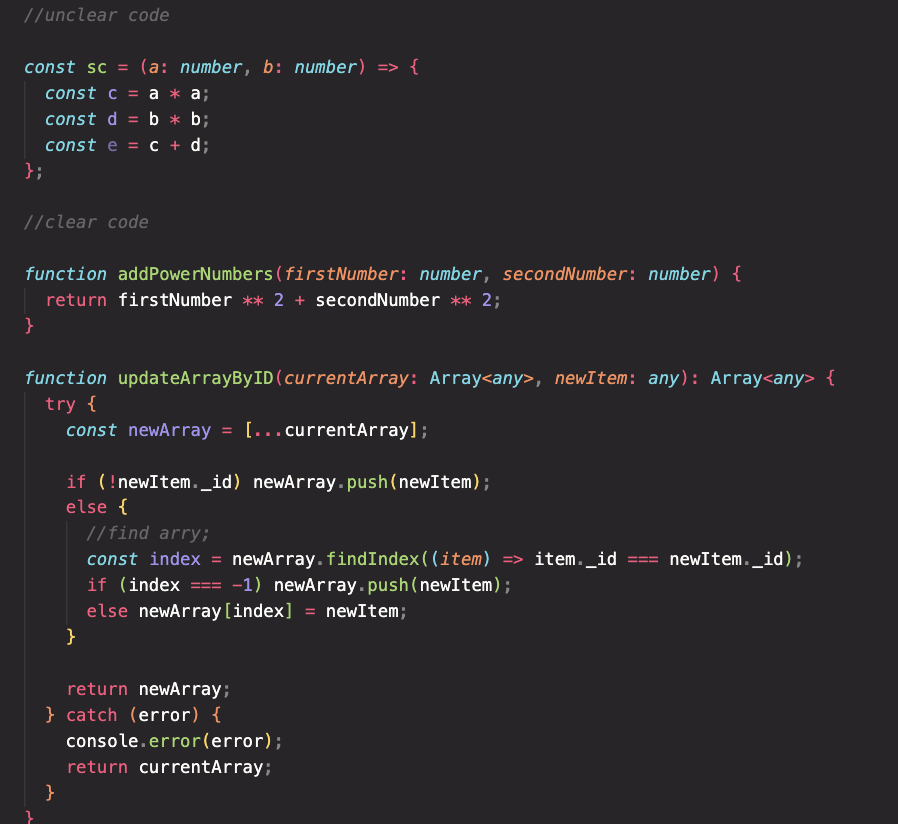 //unclear code
const sc = (a: number, b: number) => {
const c = a * a;
const d = b * b;
const e = c + d;
};
//clear code
function addPowerNumbers(firstNumber: number, secondNumber: number) {
return firstNumber ** 2 + secondNumber ** 2;
}
function updateArrayByID(currentArray: Array<any>, newItem: any): Array<any> {
try {
const newArray = [...currentArray];
if (!newItem._id) newArray.push(newItem);
else {
//find arry;
const index = newArray.findIndex((item) => item._id === newItem._id);
if (index === -1) newArray.push(newItem);
else newArray[index] = newItem;
}
return newArray;
} catch (error) {
console.error(error);
return currentArray;
}
}